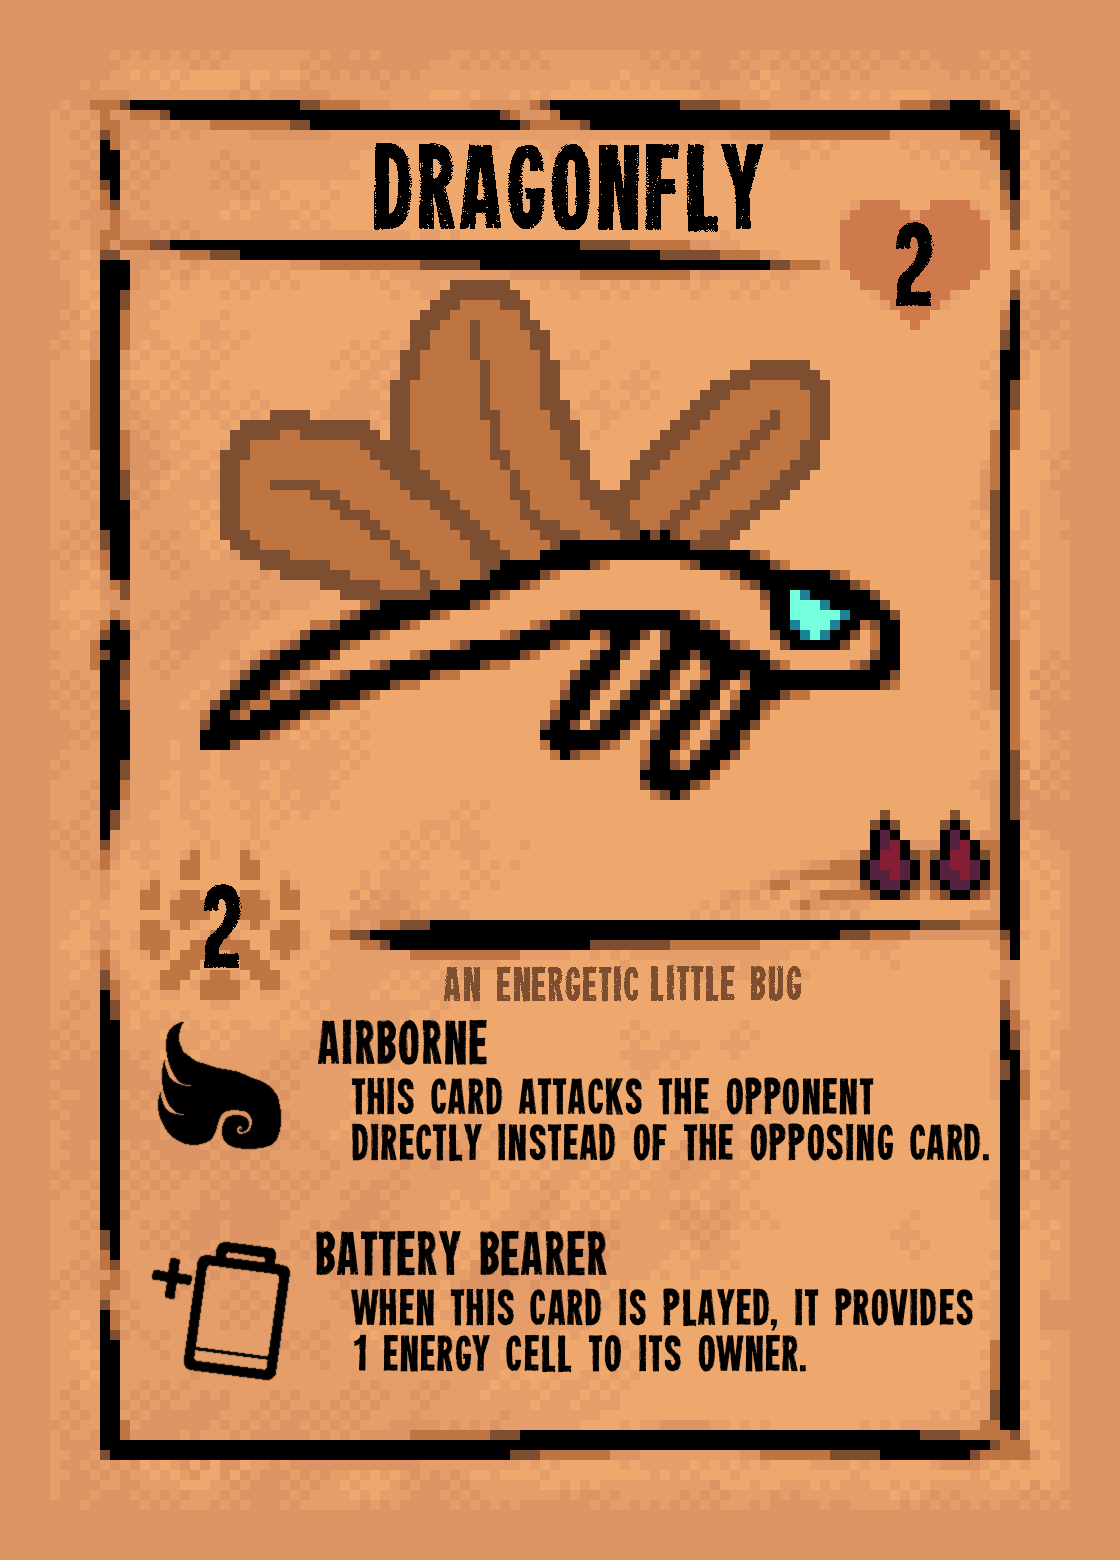 DRAGONFLY
2
2
AN ENERGETIC LITTLE BUG
AIRBORNE
THIS CARD ATTACKS THE OPPONENT
DIRECTLY INSTEAD OF THE OPPOSING CARD.
BATTERY BEARER
WHEN THIS CARD IS PLAYED, IT PROVIDES
1 ENERGY CELL TO ITS OWNER.